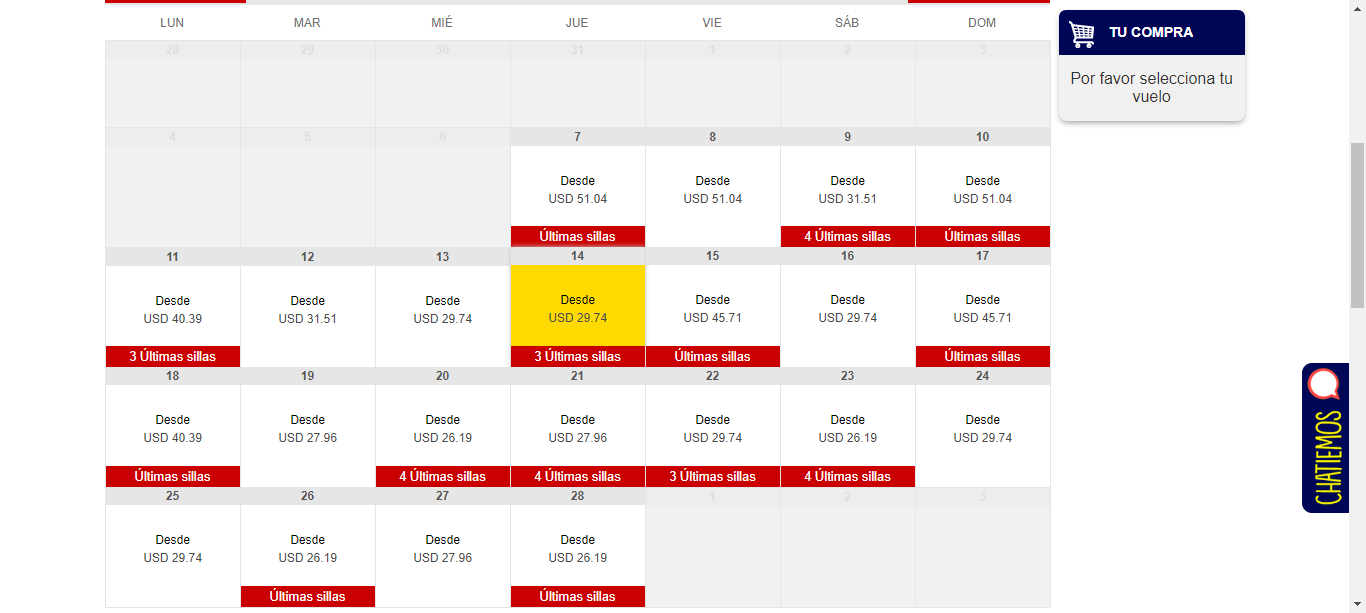 LUN MAR MIÉ JUE VIE SÁB DOM
TU COMPRA
Por favor selecciona tu
vuelo
28 29 30 31 1 2 3
4 5 6 7 8 9 10
Desde Desde Desde Desde
USD 51.04 USD 51.04 USD 31.51 USD 51.04
Últimas sillas 4 Últimas sillas Últimas sillas
11 12 13 14 15 16 17
Desde Desde Desde Desde Desde Desde Desde
USD 40.39 USD 31.51 USD 29.74 USD 29.74 USD 45.71 USD 29.74 USD 45.71
3 Últimas sillas 3 Últimas sillas Últimas sillas Últimas sillas
18 19 20 21 22 23 24
Desde Desde Desde Desde Desde Desde Desde
USD 40.39 USD 27.96 USD 26.19 USD 27.96 USD 29.74 USD 26.19 USD 29.74
Últimas sillas 4 Últimas sillas 4 Últimas sillas 3 Últimas sillas 4 Últimas sillas
25 26 27 28 1 2 3
Desde Desde Desde Desde
USD 29.74 USD 26.19 USD 27.96 USD 26.19
Últimas sillas Últimas sillas
CHATIEMOS